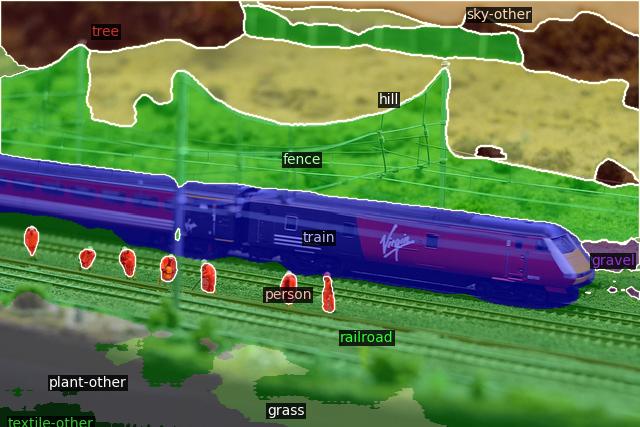 sky-other
tree
hill
fence
train
Virgin
gravel
person
railroad
plant-other
grass
textile-other